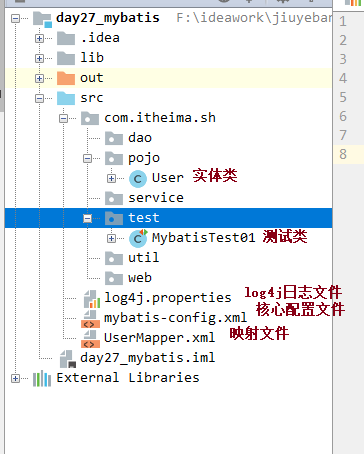 day27_mybatis F:\ideawork\jiuyeban
.idea
lib
out
src
com.itheima.sh
dao
pojo
User 实体类
service
test
MybatisTest01 测试类
util
web
log4j.properties log4j日志文件
mybatis-config.xml 核心配置文件
UserMapper.xml 映射文件
day27_mybatis.iml
External Libraries
1
2
3
4
5
6
7
8